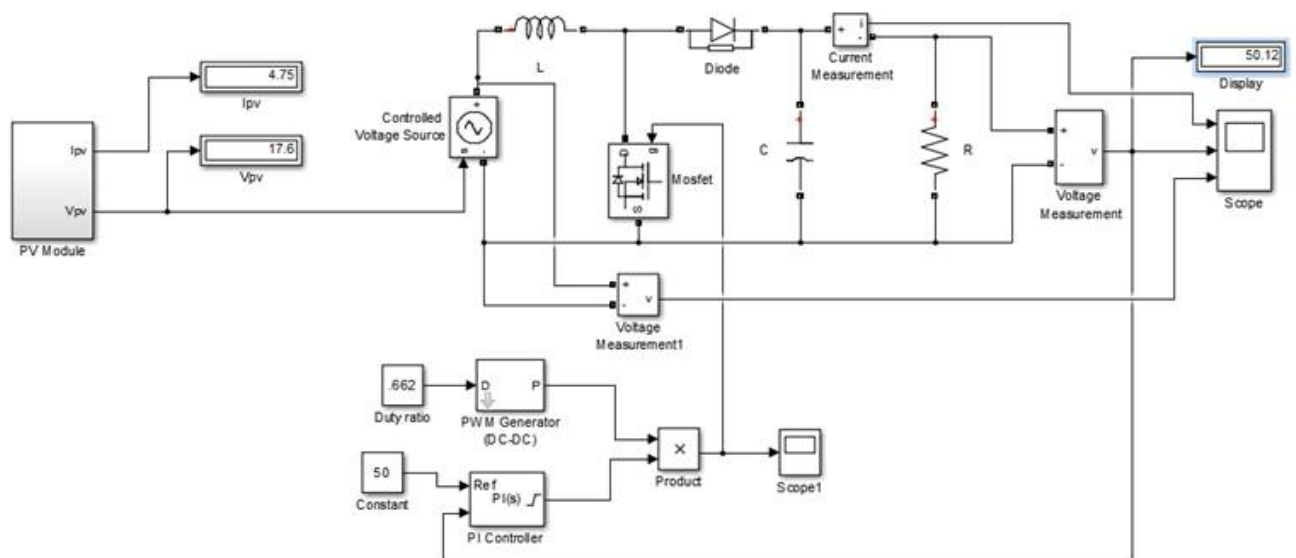 4.75
Ipv
17.6
Vpv
Ipv
Vpv
PV Module
Controlled
Voltage Source
+
s
-
L
Diode
g
D
S
Mosfet
C
+
-
i
Current
Measurement
R
+
-
v
Voltage
Measurement
50.12
Display
Scope
+
-
v
Voltage
Measurement1
.662
Duty ratio
D
P
PWM Generator
(DC-DC)
50
Constant
Ref
PI(s)
PI Controller
×
Product
Scope1